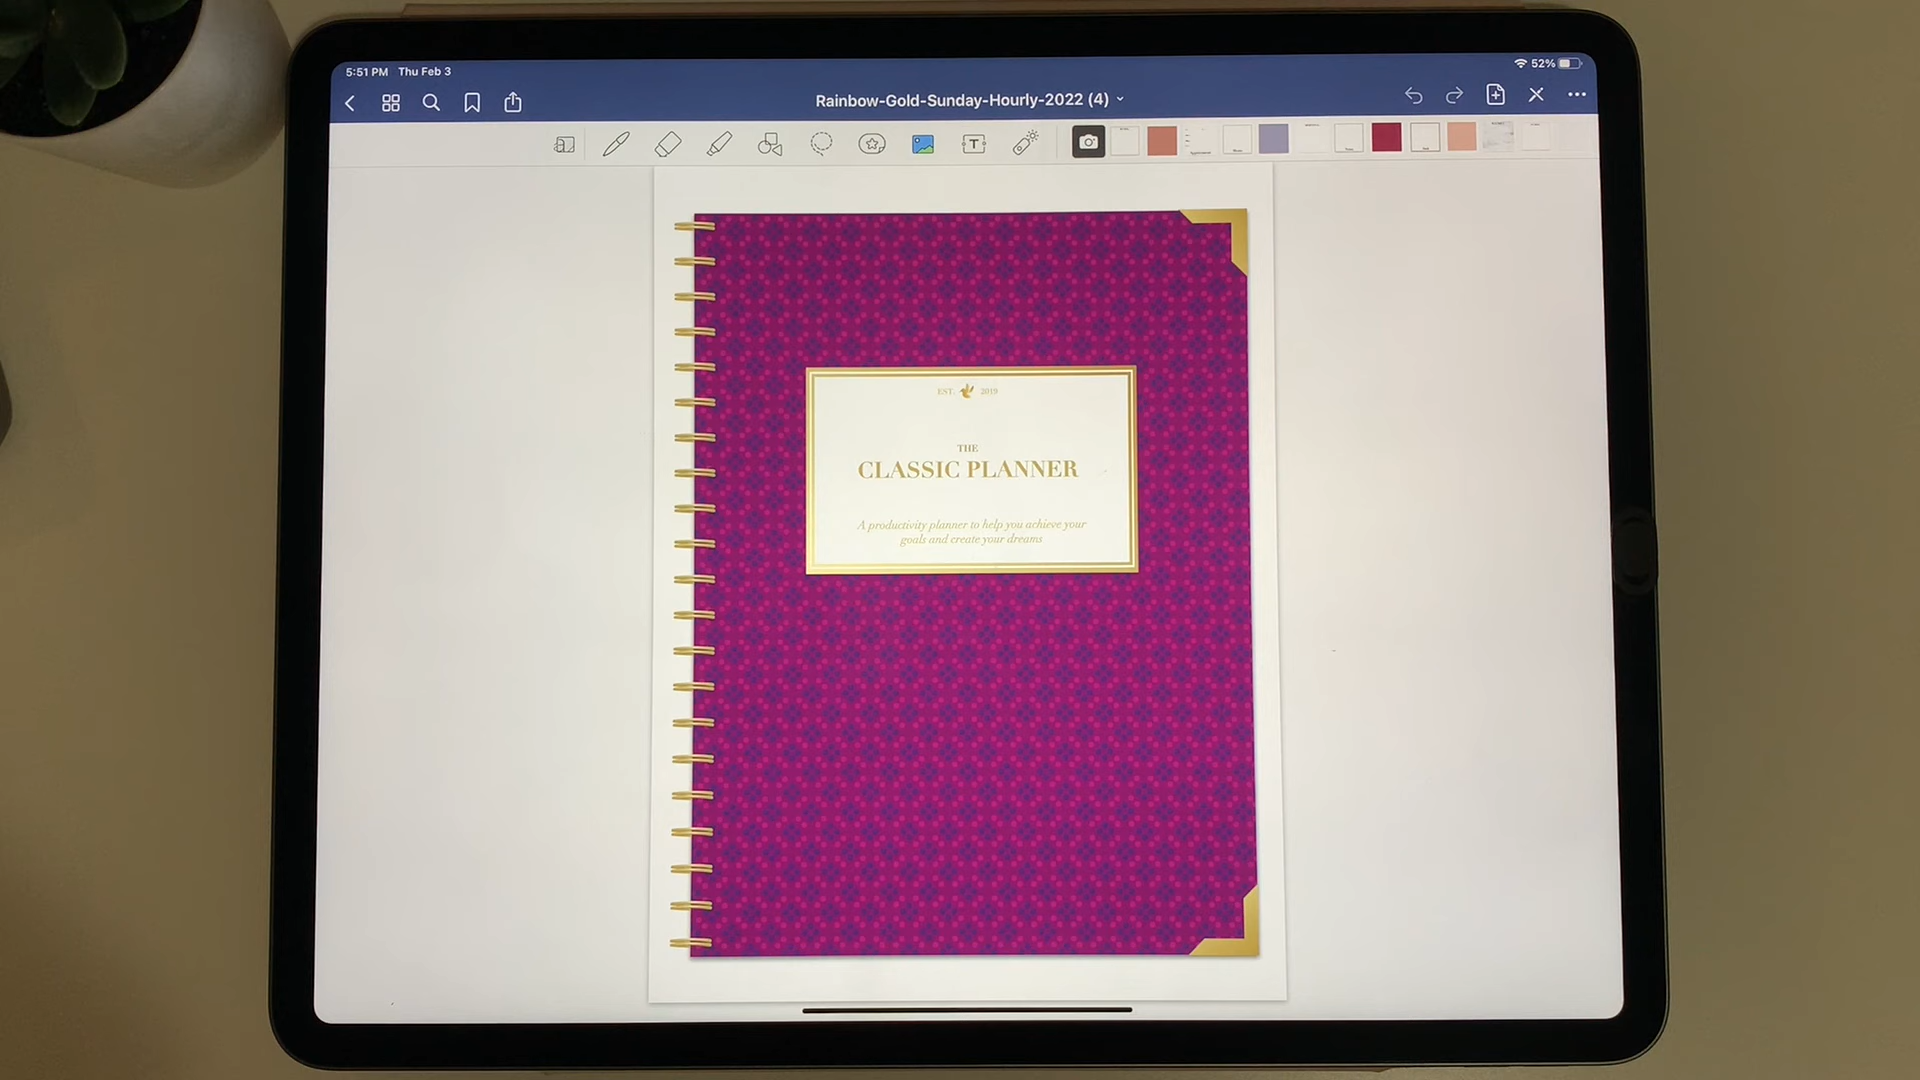 5:51 PM Thu Feb 3
52%
Rainbow-Gold-Sunday-Hourly-2022 (4)
T
EST. 2019
THE
CLASSIC PLANNER
A productivity planner to help you achieve your
goals and create your dreams